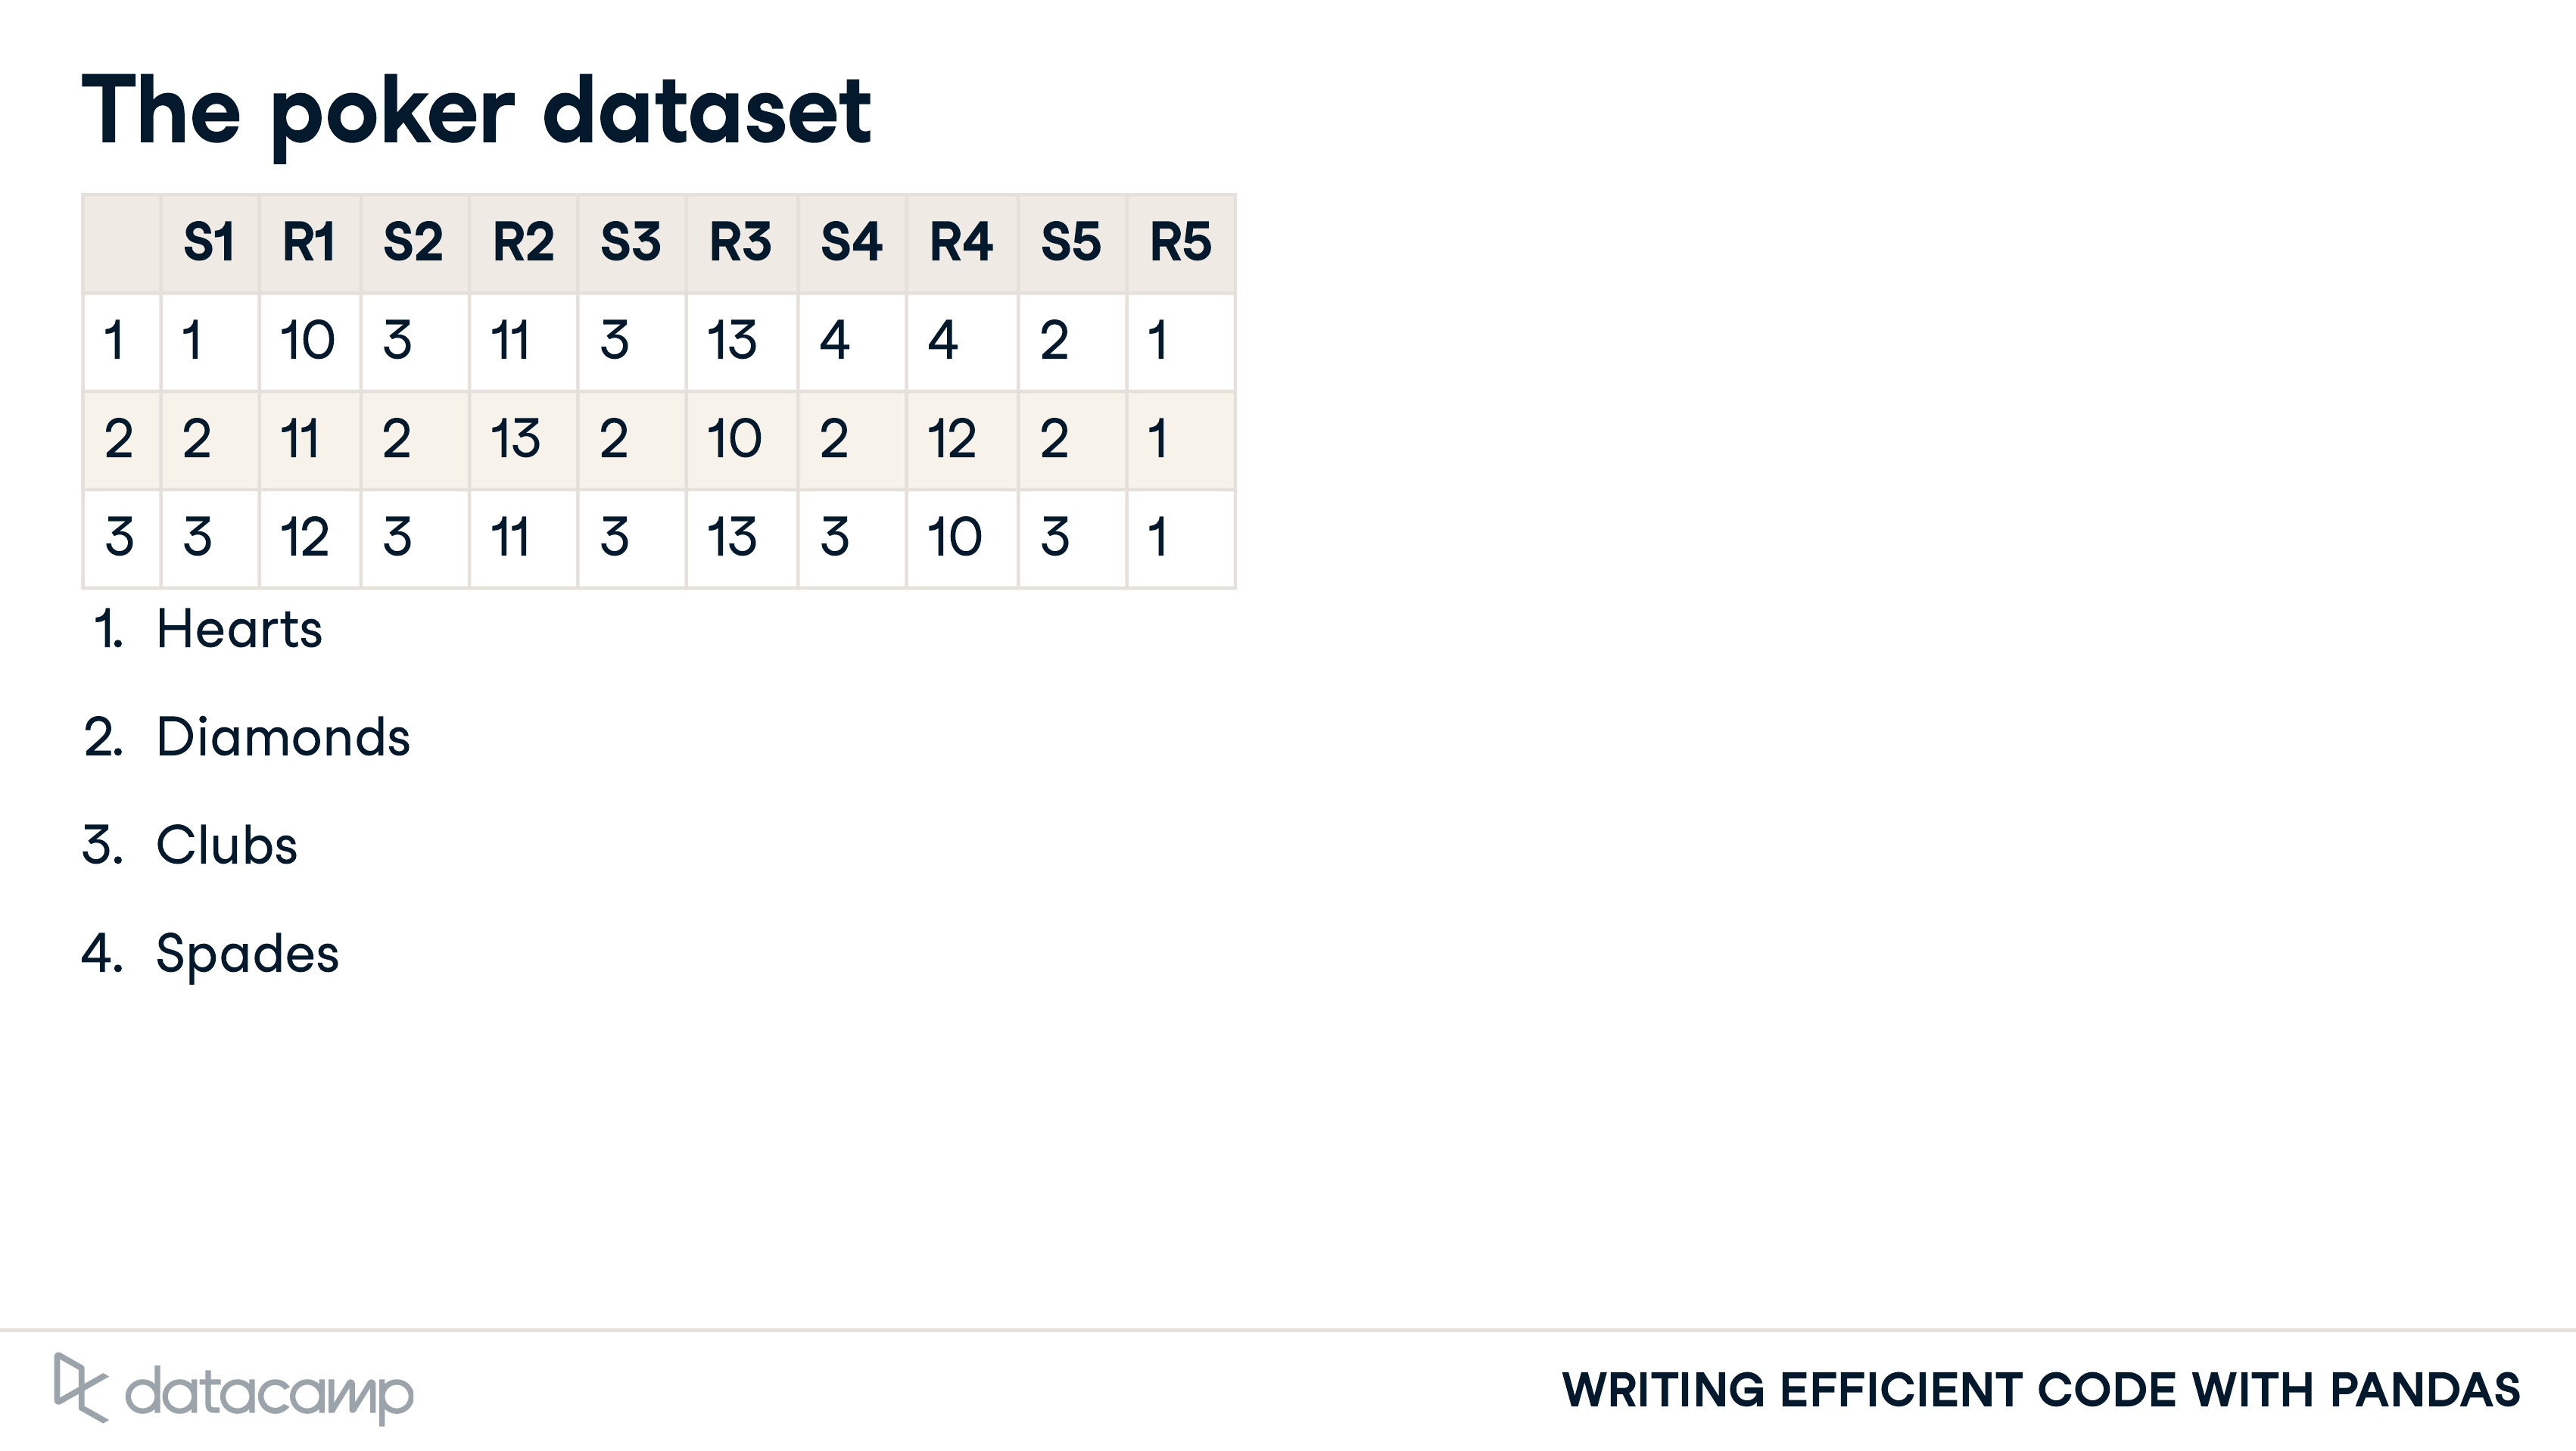 The poker dataset
S1 R1 S2 R2 S3 R3 S4 R4 S5 R5
1 1 10 3 11 3 13 4 4 2 1
2 2 11 2 13 2 10 2 12 2 1
3 3 12 3 11 3 13 3 10 3 1
1. Hearts
2. Diamonds
3. Clubs
4. Spades
datacamp
WRITING EFFICIENT CODE WITH PANDAS